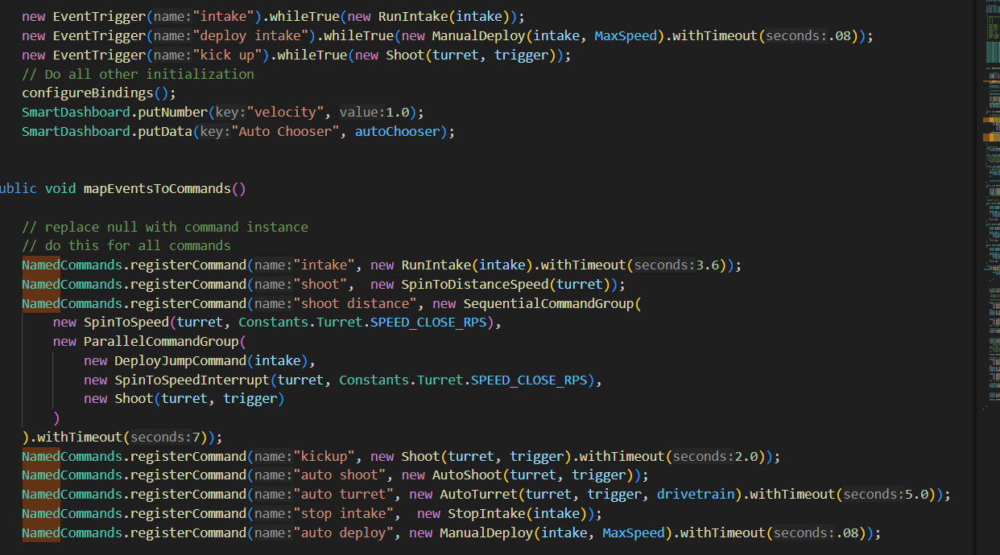 new EventTrigger(name:"intake").whileTrue(new RunIntake(intake));
new EventTrigger(name:"deploy intake").whileTrue(new ManualDeploy(intake, MaxSpeed).withTimeout(seconds:.08));
new EventTrigger(name:"kick up").whileTrue(new Shoot(turret, trigger));
// Do all other initialization
configureBindings();
SmartDashboard.putNumber(key:"velocity", value:1.0);
SmartDashboard.putData(key:"Auto Chooser", autoChooser);
ublic void mapEventsToCommands()
// replace null with command instance
// do this for all commands
NamedCommands.registerCommand(name:"intake", new RunIntake(intake).withTimeout(seconds:3.6));
NamedCommands.registerCommand(name:"shoot",  new SpinToDistanceSpeed(turret));
NamedCommands.registerCommand(name:"shoot distance", new SequentialCommandGroup(
new SpinToSpeed(turret, Constants.Turret.SPEED_CLOSE_RPS),
new ParallelCommandGroup(
new DeployJumpCommand(intake),
new SpinToSpeedInterrupt(turret, Constants.Turret.SPEED_CLOSE_RPS),
new Shoot(turret, trigger)
)
).withTimeout(seconds:7));
NamedCommands.registerCommand(name:"kickup", new Shoot(turret, trigger).withTimeout(seconds:2.0));
NamedCommands.registerCommand(name:"auto shoot", new AutoShoot(turret, trigger));
NamedCommands.registerCommand(name:"auto turret", new AutoTurret(turret, trigger, drivetrain).withTimeout(seconds:5.0));
NamedCommands.registerCommand(name:"stop intake",  new StopIntake(intake));
NamedCommands.registerCommand(name:"auto deploy", new ManualDeploy(intake, MaxSpeed).withTimeout(seconds:.08));